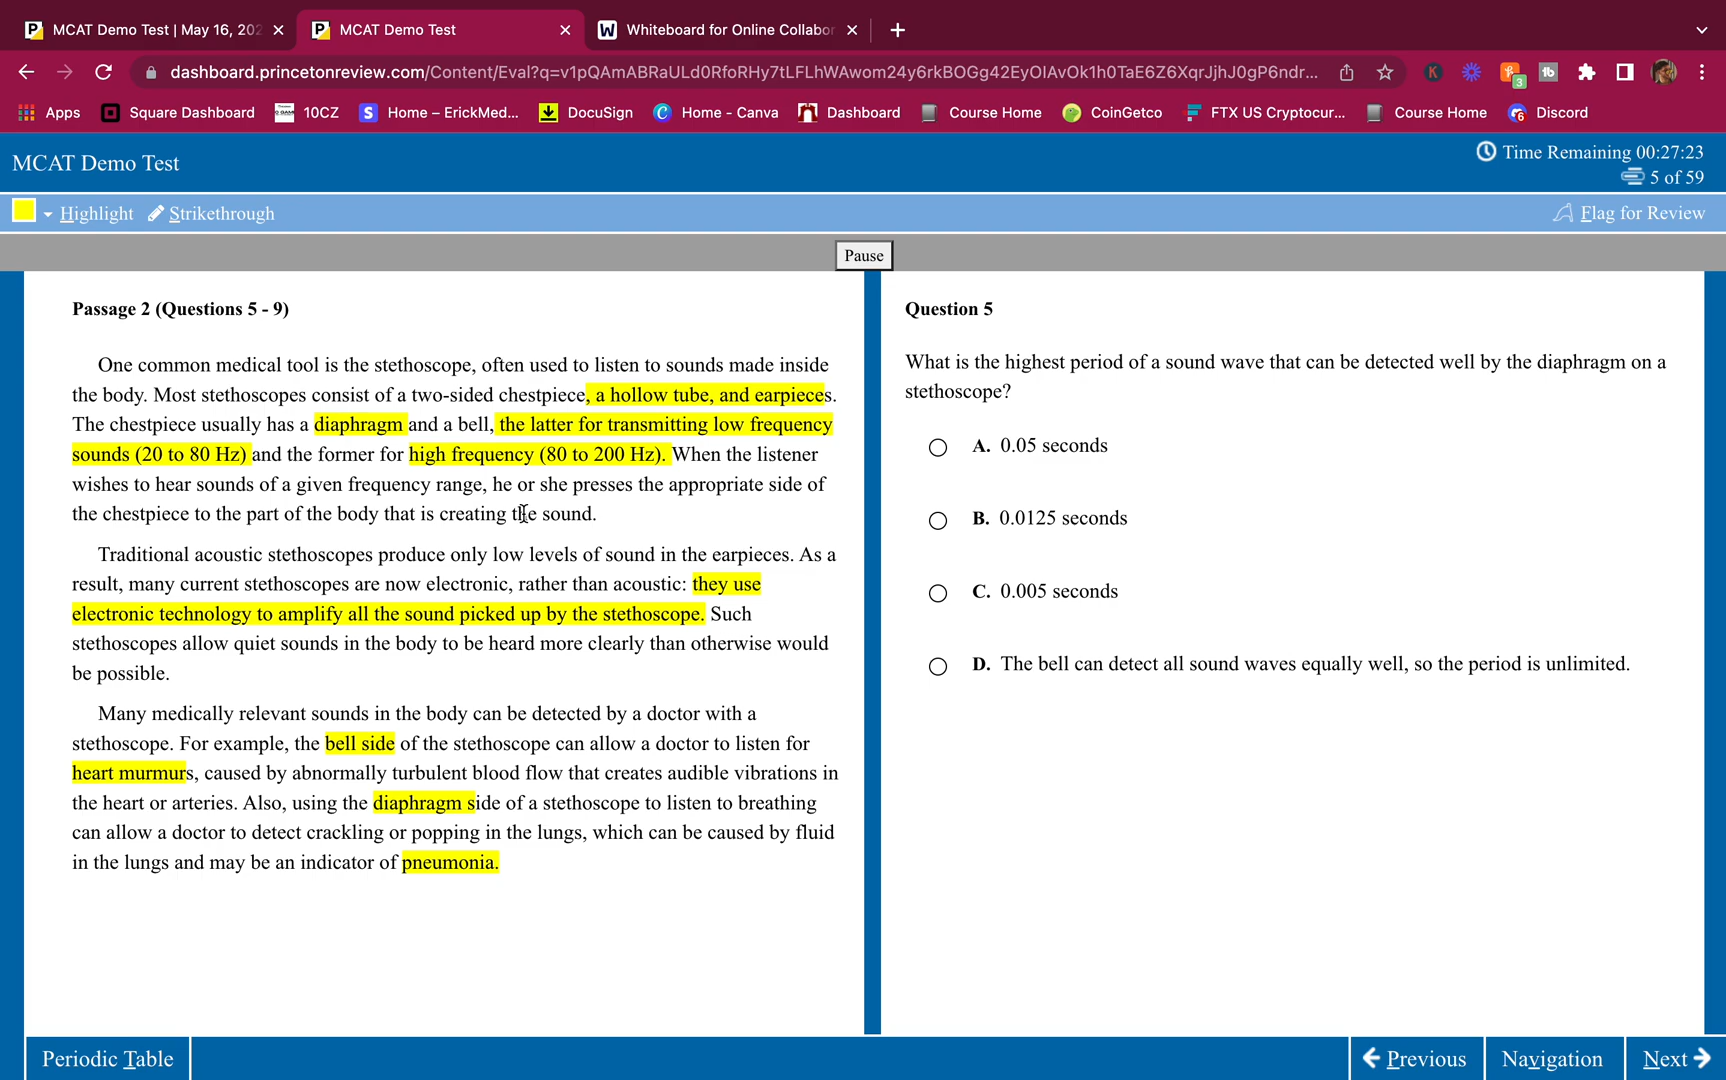 MCAT Demo Test | May 16, 202
MCAT Demo Test
Whiteboard for Online Collabor
dashboard.princetonreview.com/Content/Eval?q=v1pQAmABRaULd0RfoRHy7tLFLhWAwom24y6rkBOGg42EyOIAvOk1h0TaE6Z6XqrJjhJ0gP6ndr...
Apps
Square Dashboard
10CZ
Home – ErickMed...
DocuSign
Home - Canva
Dashboard
Course Home
CoinGetco
FTX US Cryptocur...
Course Home
Discord
MCAT Demo Test
Time Remaining 00:27:23
5 of 59
Highlight
Strikethrough
Flag for Review
Pause
Passage 2 (Questions 5 - 9)
One common medical tool is the stethoscope, often used to listen to sounds made inside
the body. Most stethoscopes consist of a two-sided chestpiece, a hollow tube, and earpieces.
The chestpiece usually has a diaphragm and a bell, the latter for transmitting low frequency
sounds (20 to 80 Hz) and the former for high frequency (80 to 200 Hz). When the listener
wishes to hear sounds of a given frequency range, he or she presses the appropriate side of
the chestpiece to the part of the body that is creating the sound.
Traditional acoustic stethoscopes produce only low levels of sound in the earpieces. As a
result, many current stethoscopes are now electronic, rather than acoustic: they use
electronic technology to amplify all the sound picked up by the stethoscope. Such
stethoscopes allow quiet sounds in the body to be heard more clearly than otherwise would
be possible.
Many medically relevant sounds in the body can be detected by a doctor with a
stethoscope. For example, the bell side of the stethoscope can allow a doctor to listen for
heart murmurs, caused by abnormally turbulent blood flow that creates audible vibrations in
the heart or arteries. Also, using the diaphragm side of a stethoscope to listen to breathing
can allow a doctor to detect crackling or popping in the lungs, which can be caused by fluid
in the lungs and may be an indicator of pneumonia.
Question 5
What is the highest period of a sound wave that can be detected well by the diaphragm on a
stethoscope?
A. 0.05 seconds
B. 0.0125 seconds
C. 0.005 seconds
D. The bell can detect all sound waves equally well, so the period is unlimited.
Periodic Table
Previous
Navigation
Next